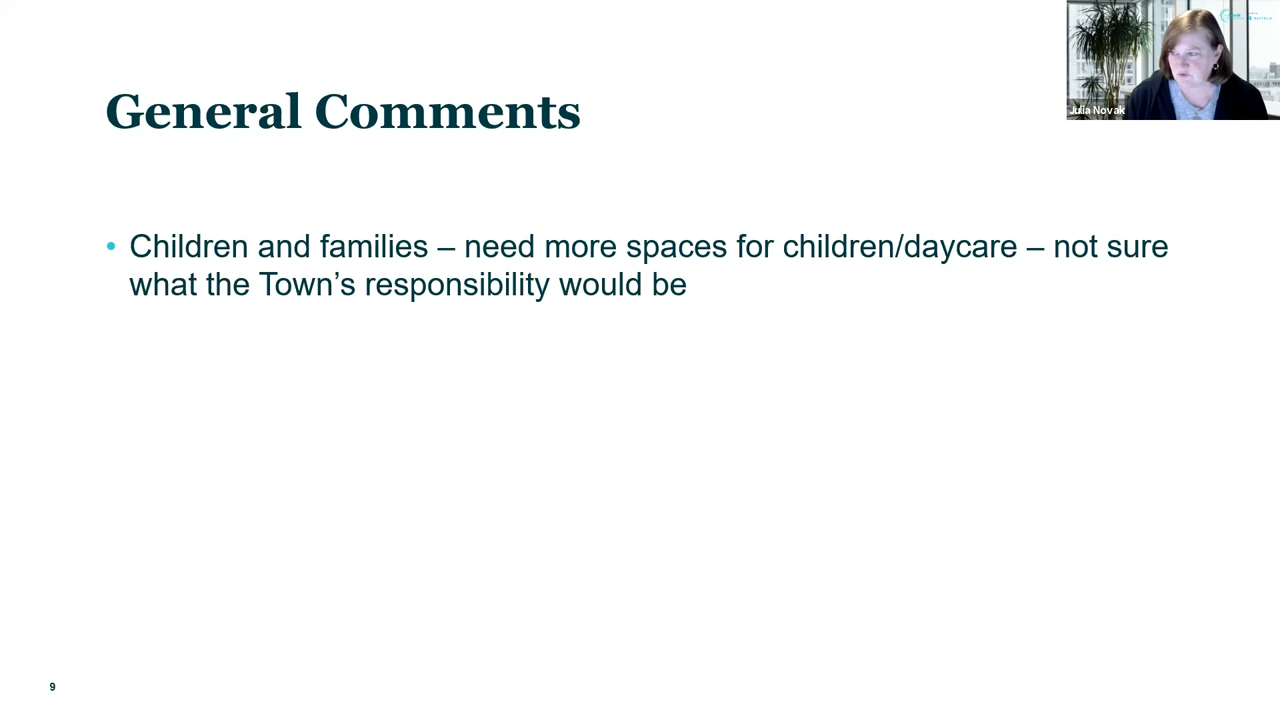 General Comments
• Children and families – need more spaces for children/daycare – not sure
what the Town’s responsibility would be
Julia Novak
9